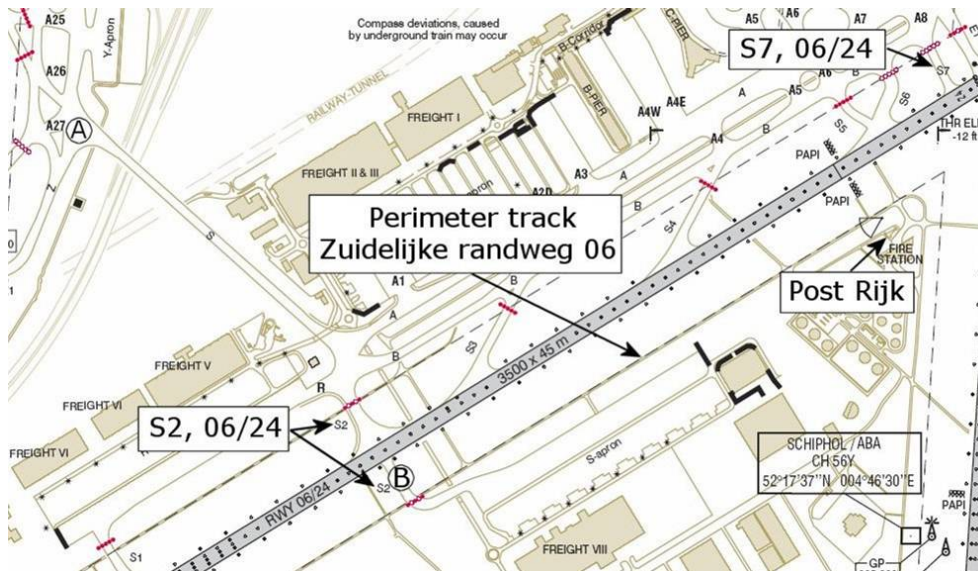 A25
Y-Apron
A26
A27
A
Z
S
Compass deviations, caused
by underground train may occur
RAILWAY-TUNNEL
B-Corridor
C-PIER
B-PIER
FREIGHT I
FREIGHT II & III
A4W
A4E
A
B
A5
A6
A7
A8
A5
A6
B
S7, 06/24
S7
S6
S5
THR EL
-12 ft
PAPI
PAPI
A4
A3
A
A2D
B
S4
Perimeter track
Zuidelijke randweg 06
FIRE
STATION
Post Rijk
A1
A
B
B
S3
3500 x 45 m
FREIGHT V
FREIGHT VI
FREIGHT VI
R
S2, 06/24
S2
S2
B
S-apron
RWY 06/24
S1
FREIGHT VIII
SCHIPHOL / ABA
CH 56Y
52°17'37"N 004°46'30"E
PAPI
GP